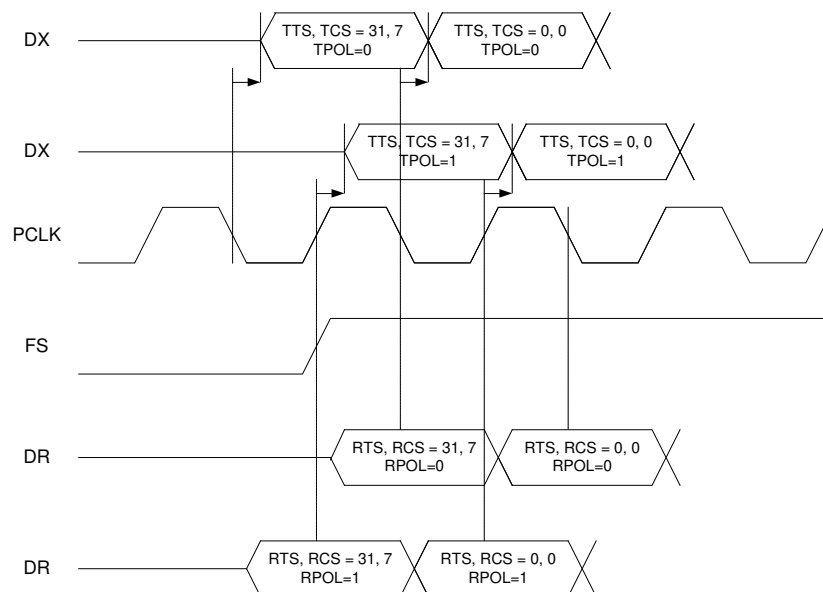 DX
TTS, TCS = 31, 7
TPOL=0
TTS, TCS = 0, 0
TPOL=0
DX
TTS, TCS = 31, 7
TPOL=1
TTS, TCS = 0, 0
TPOL=1
PCLK
FS
DR
RTS, RCS = 31, 7
RPOL=0
RTS, RCS = 0, 0
RPOL=0
DR
RTS, RCS = 31, 7
RPOL=1
RTS, RCS = 0, 0
RPOL=1